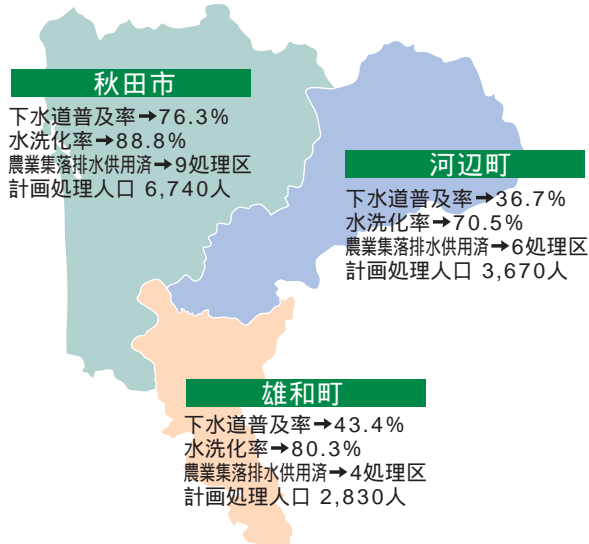 秋田市
下水道普及率➞76.3%
水洗化率➞88.8%
農業集落排水供用済➞9処理区
計画処理人口 6,740人
河辺町
下水道普及率➞36.7%
水洗化率➞70.5%
農業集落排水供用済➞6処理区
計画処理人口 3,670人
雄和町
下水道普及率➞43.4%
水洗化率➞80.3%
農業集落排水供用済➞4処理区
計画処理人口 2,830人